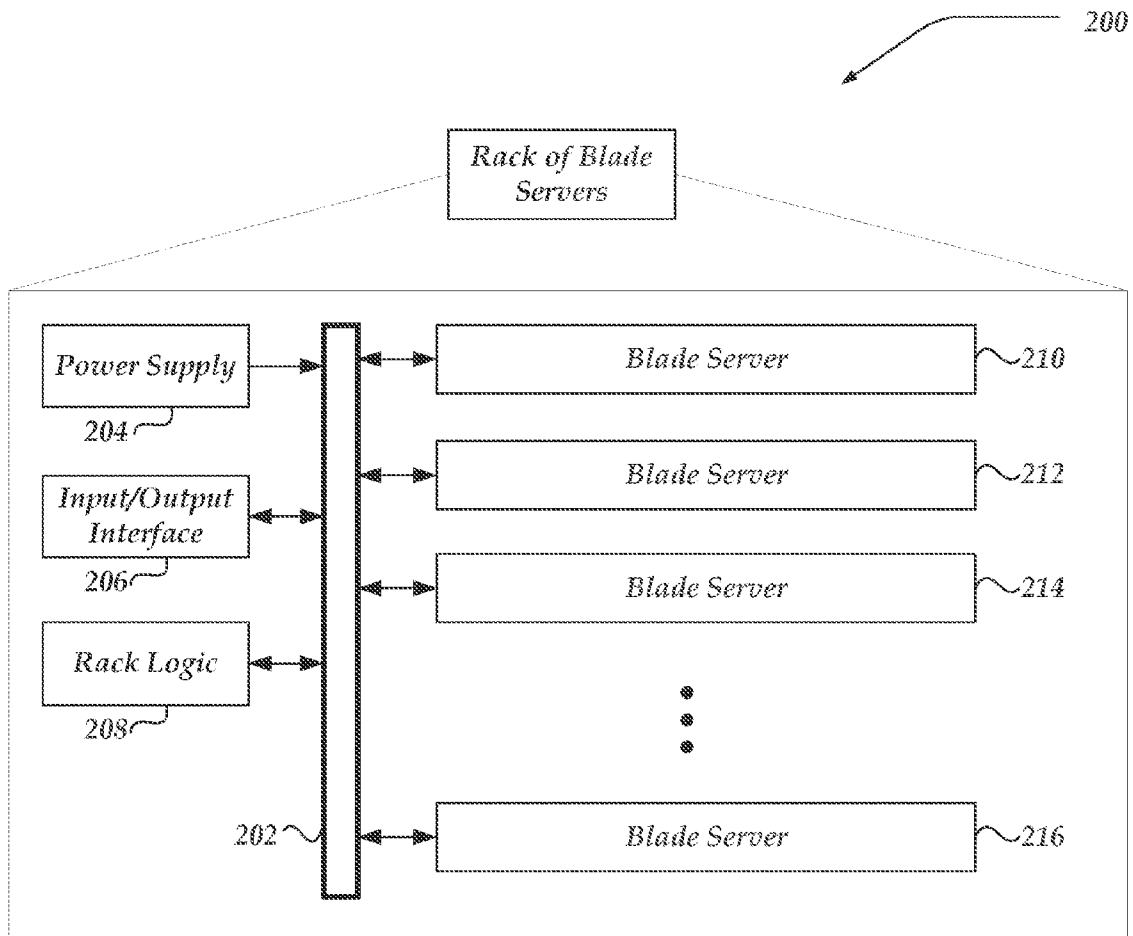 200
Rack of Blade
Servers
Power Supply
204
Input/Output
Interface
206
Rack Logic
208
202
Blade Server
210
Blade Server
212
Blade Server
214
Blade Server
216